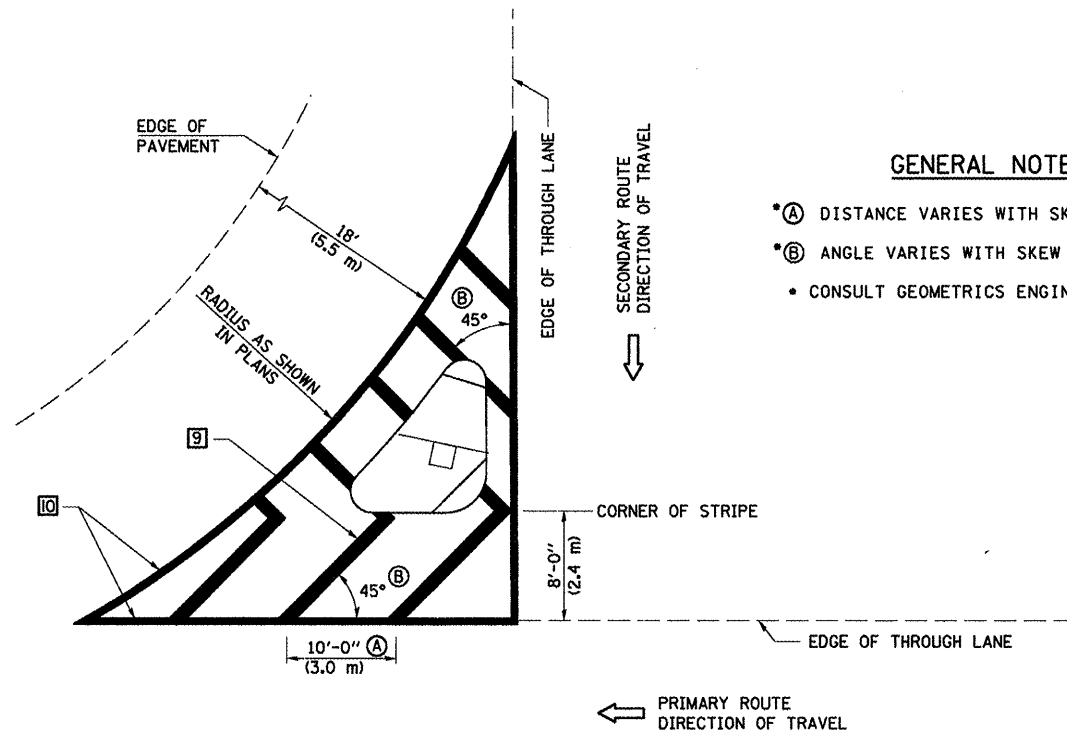 EDGE OF
PAVEMENT
18'
(5.5 m)
RADIUS AS SHOWN
IN PLANS
EDGE OF THROUGH LANE
SECONDARY ROUTE
DIRECTION OF TRAVEL
GENERAL NOTE
*Ⓐ DISTANCE VARIES WITH SK
*Ⓑ ANGLE VARIES WITH SKEW
• CONSULT GEOMETRICS ENGIN
Ⓑ
45°
9
10
CORNER OF STRIPE
8'-0"
(2.4 m)
45° Ⓑ
10'-0" Ⓐ
(3.0 m)
EDGE OF THROUGH LANE
PRIMARY ROUTE
DIRECTION OF TRAVEL